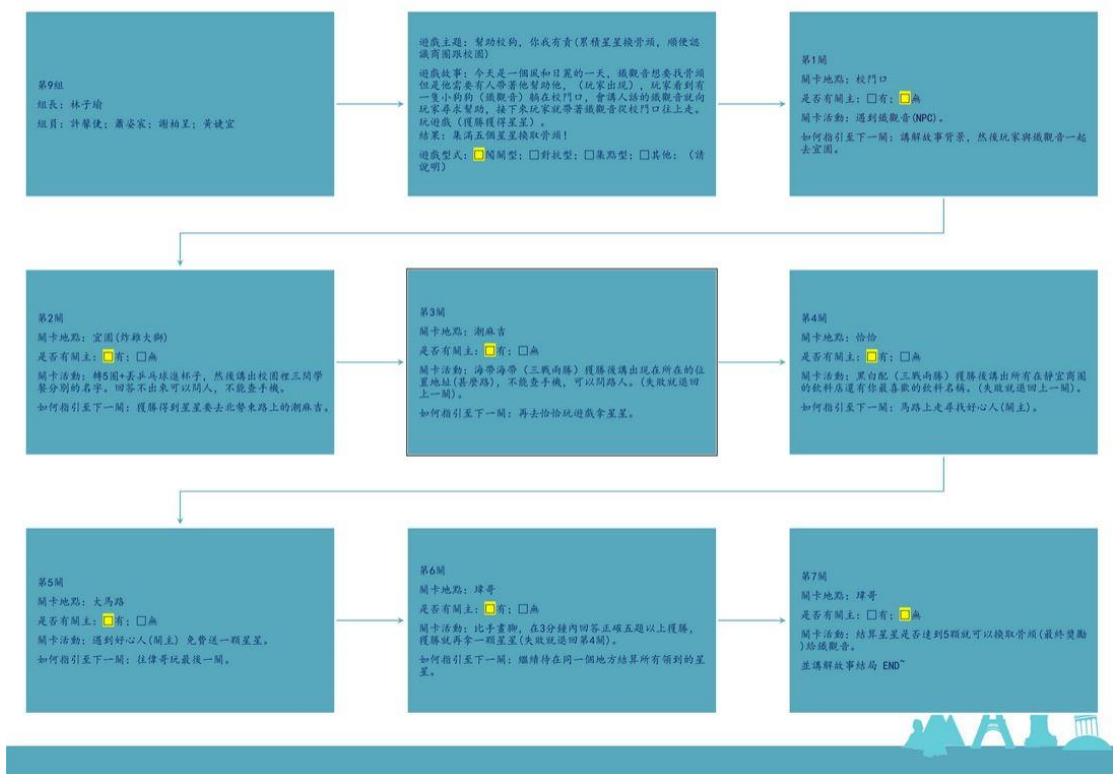 第9組
組長：林子瑜
組員：許馨倢；蕭姿宸；謝柏呈；黃婕宜
遊戲主題：幫助校狗，你我有責(累積星星換骨頭，順便認
識商圈跟校園)
遊戲故事：今天是一個風和日麗的一天，鐵觀音想要找骨頭
但是他需要有人帶著他幫助他，（玩家出現），玩家看到有
一隻小狗狗（鐵觀音）躺在校門口，會講人話的鐵觀音就向
玩家尋求幫助，接下來玩家就帶著鐵觀音從校門口往上走。
玩遊戲（獲勝獲得星星）。
結果：集滿五個星星換取骨頭！
遊戲型式：□闖關型；□對抗型；□集點型；□其他：（請
說明）
第1關
關卡地點：校門口
是否有關主：□有；□無
關卡活動：遇到鐵觀音(NPC)。
如何指引至下一關：講解故事背景，然後玩家與鐵觀音一起
去宜園。
第2關
關卡地點：宜園(炸雞大獅)
是否有關主：□有；□無
關卡活動：轉5圈+丟乒乓球進杯子，然後講出校園裡三間學
餐分別的名字。回答不出來可以問人，不能查手機。
如何指引至下一關：獲勝得到星星要去北勢東路上的潮麻吉。
第3關
關卡地點：潮麻吉
是否有關主：□有；□無
關卡活動：海帶海帶（三戰兩勝）獲勝後講出現在所在的位
置地址(甚麼路)，不能查手機，可以問路人。(失敗就退回
上一關)。
如何指引至下一關：再去恰恰玩遊戲拿星星。
第4關
關卡地點：恰恰
是否有關主：□有；□無
關卡活動：黑白配（三戰兩勝）獲勝後講出所有在靜宜商圈
的飲料店還有你最喜歡的飲料名稱。(失敗就退回上一關)。
如何指引至下一關：馬路上走尋找好心人(關主)。
第5關
關卡地點：大馬路
是否有關主：□有；□無
關卡活動：遇到好心人(關主) 免費送一顆星星。
如何指引至下一關：往偉哥玩最後一關。
第6關
關卡地點：瑋哥
是否有關主：□有；□無
關卡活動：比手畫腳，在3分鐘內回答正確五題以上獲勝，
獲勝就再拿一顆星星(失敗就退回第4關)。
如何指引至下一關：繼續待在同一個地方結算所有領到的星
星。
第7關
關卡地點：瑋哥
是否有關主：□有；□無
關卡活動：結算星星是否達到5顆就可以換取骨頭(最終獎勵
)給鐵觀音。
並講解故事結局 END~